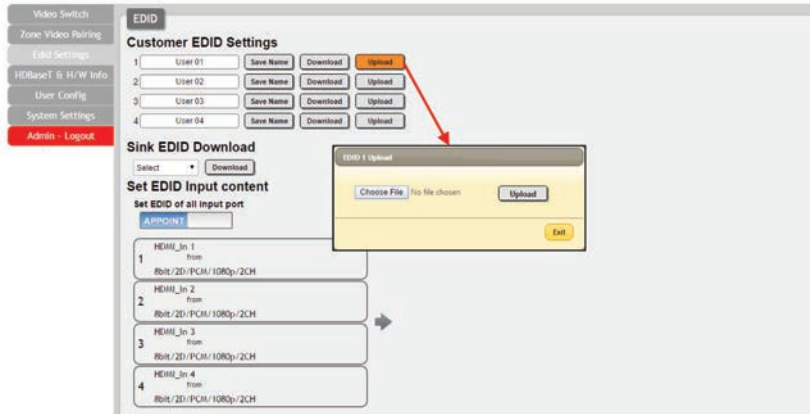 Video Switch
Zone Video Pairing
Edid Settings
HDBaseT & H/W Info
User Config
System Settings
Admin - Logout
EDID
Customer EDID Settings
1 User 01 Save Name Download Upload
2 User 02 Save Name Download Upload
3 User 03 Save Name Download Upload
4 User 04 Save Name Download Upload
Sink EDID Download
Select Download
EDID 1 Upload
Choose File No file chosen Upload
Exit
Set EDID Input content
Set EDID of all input port
APPOINT
HDMI_In 1
1 from
8bit/2D/PCM/1080p/2CH
HDMI_In 2
2 from
8bit/2D/PCM/1080p/2CH
HDMI_In 3
3 from
8bit/2D/PCM/1080p/2CH
HDMI_In 4
4 from
8bit/2D/PCM/1080p/2CH